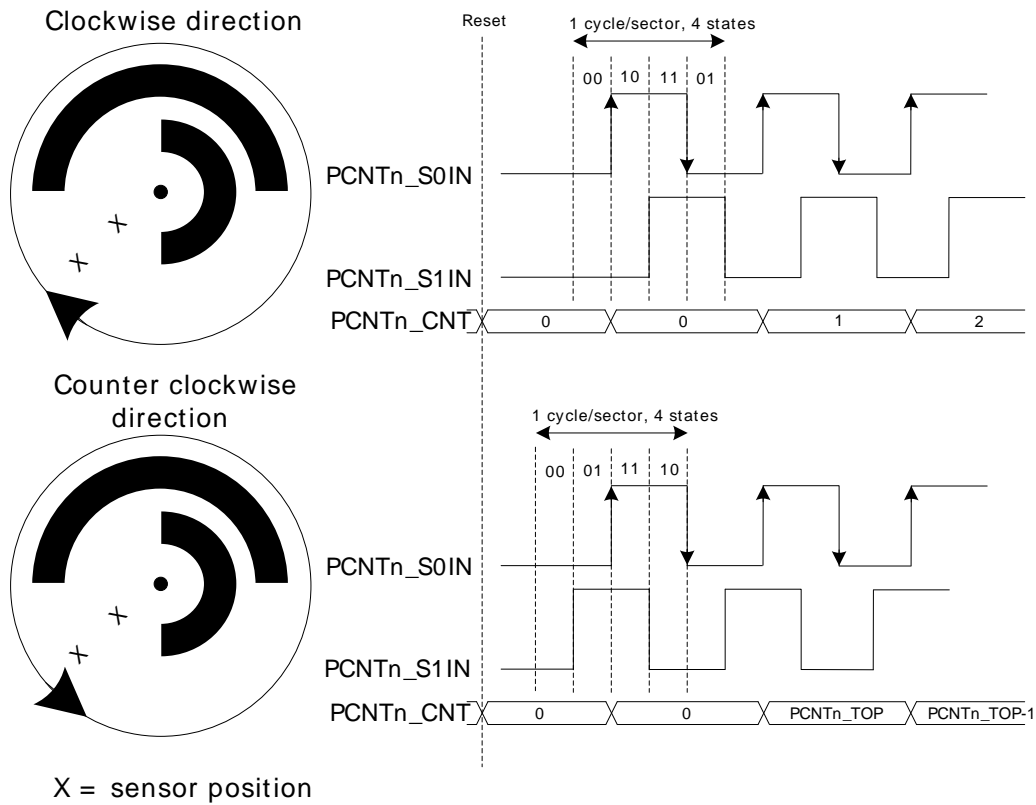 Clockwise direction
Reset
1 cycle/sector, 4 states
00 10 11 01
PCNTn_S0IN
X
X
PCNTn_S1IN
PCNTn_CNT 0 0 1 2
Counter clockwise
direction
1 cycle/sector, 4 states
00 01 11 10
PCNTn_S0IN
X
X
PCNTn_S1IN
PCNTn_CNT 0 0 PCNTn_TOP PCNTn_TOP-1
X = sensor position